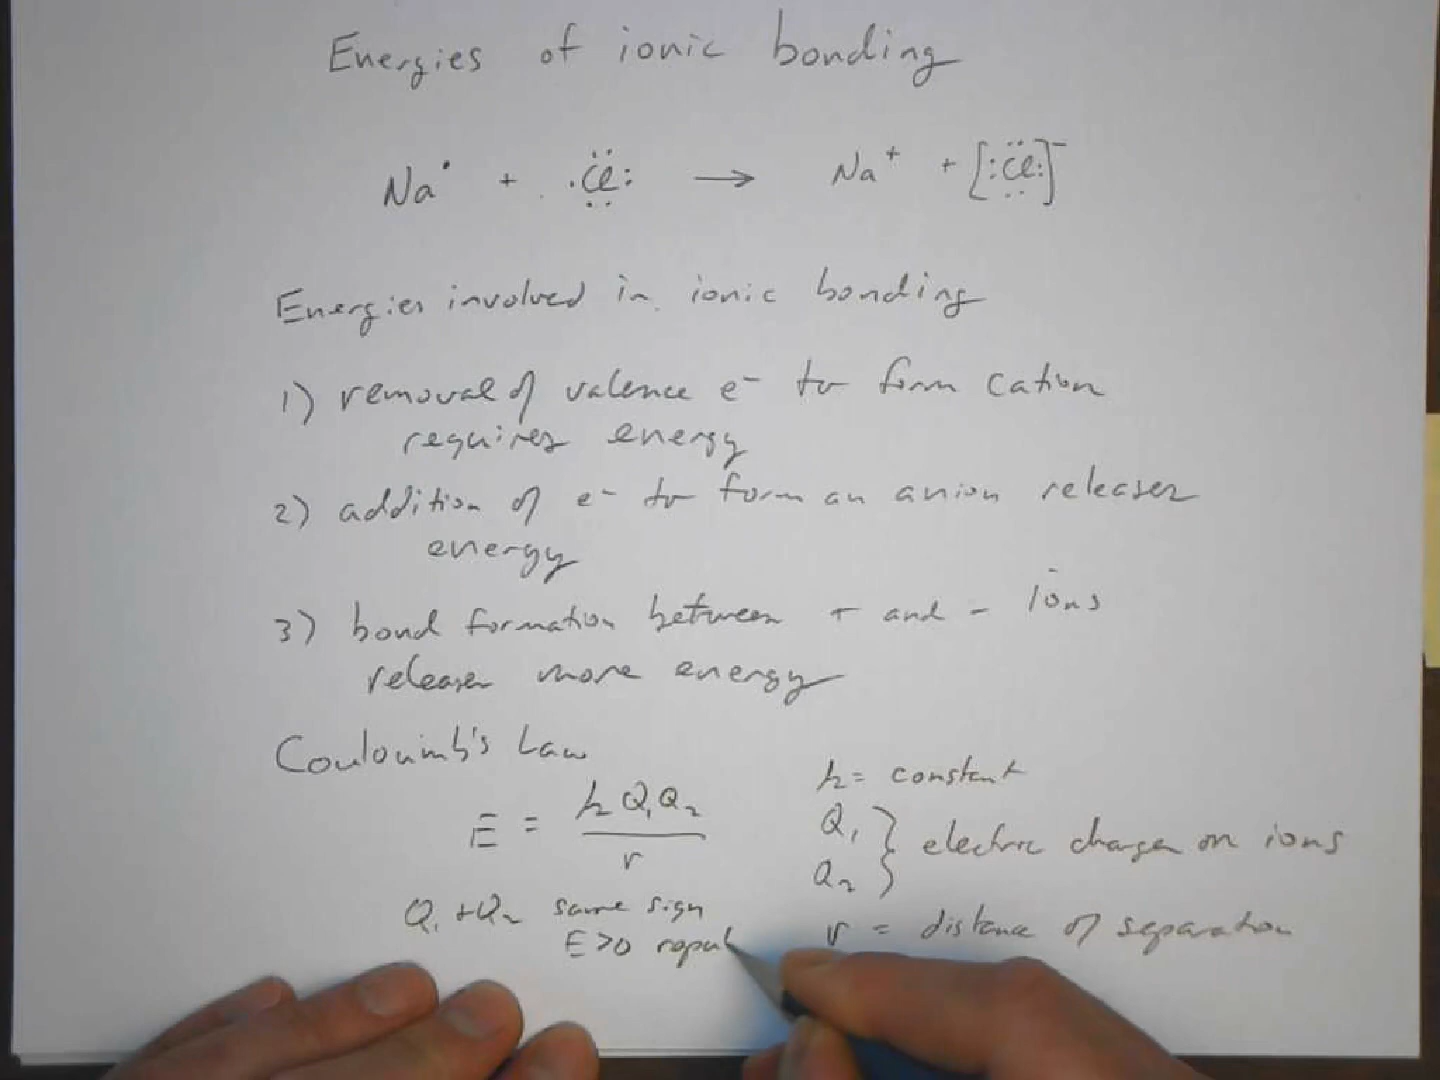 Energies of ionic bonding
Na· + ·Cl: → Na⁺ + [:Cl:]⁻
Energies involved in ionic bonding
1) removal of valence e⁻ to form cation
requires energy
2) addition of e⁻ to form an anion releases
energy
3) bond formation between + and - ions
releases more energy
Couloumb's Law
E = k Q₁Q₂ / r
k = constant
Q₁ } electric charges on ions
Q₂
r = distance of separation
Q₁ + Q₂ same sign
E>0 repul